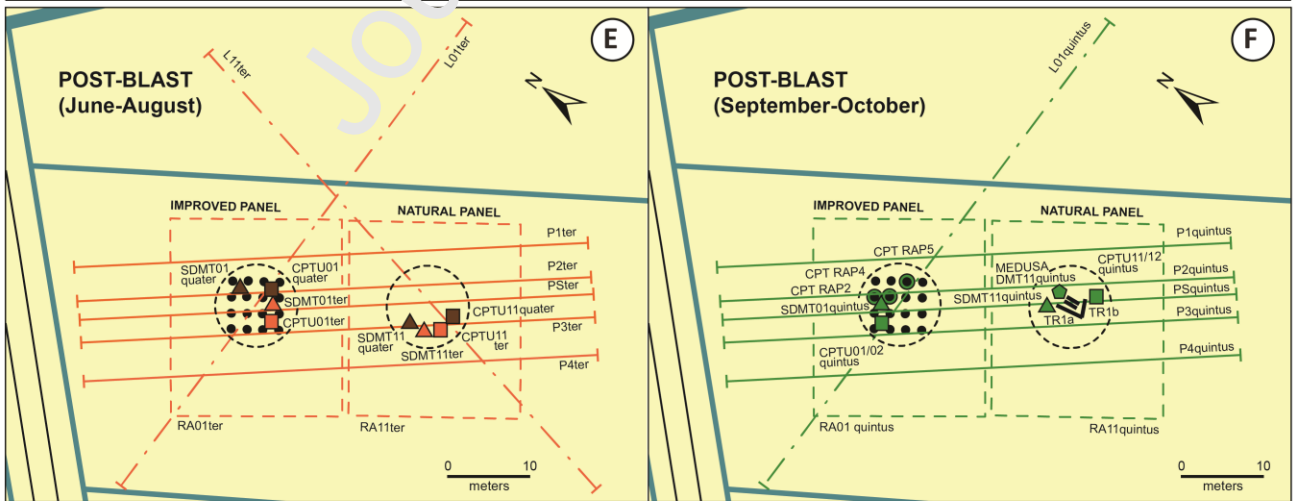 Jou
E
L11ter
L01ter
POST-BLAST
(June-August)
N
IMPROVED PANEL
NATURAL PANEL
P1ter
SDMT01
quater
CPTU01
quater
P2ter
PSter
SDMT01ter
CPTU01ter
CPTU11quater
P3ter
SDMT11
quater
CPTU11
ter
SDMT11ter
P4ter
RA01ter
RA11ter
0 10
meters
F
L01quintus
POST-BLAST
(September-October)
N
IMPROVED PANEL
NATURAL PANEL
P1quintus
CPT RAP5
CPTU11/12
quintus
CPT RAP4
MEDUSA
DMT11quintus
P2quintus
CPT RAP2
SDMT11quintus
PSquintus
SDMT01quintus
TR1a
TR1b
P3quintus
CPTU01/02
quintus
P4quintus
RA01 quintus
RA11quintus
0 10
meters